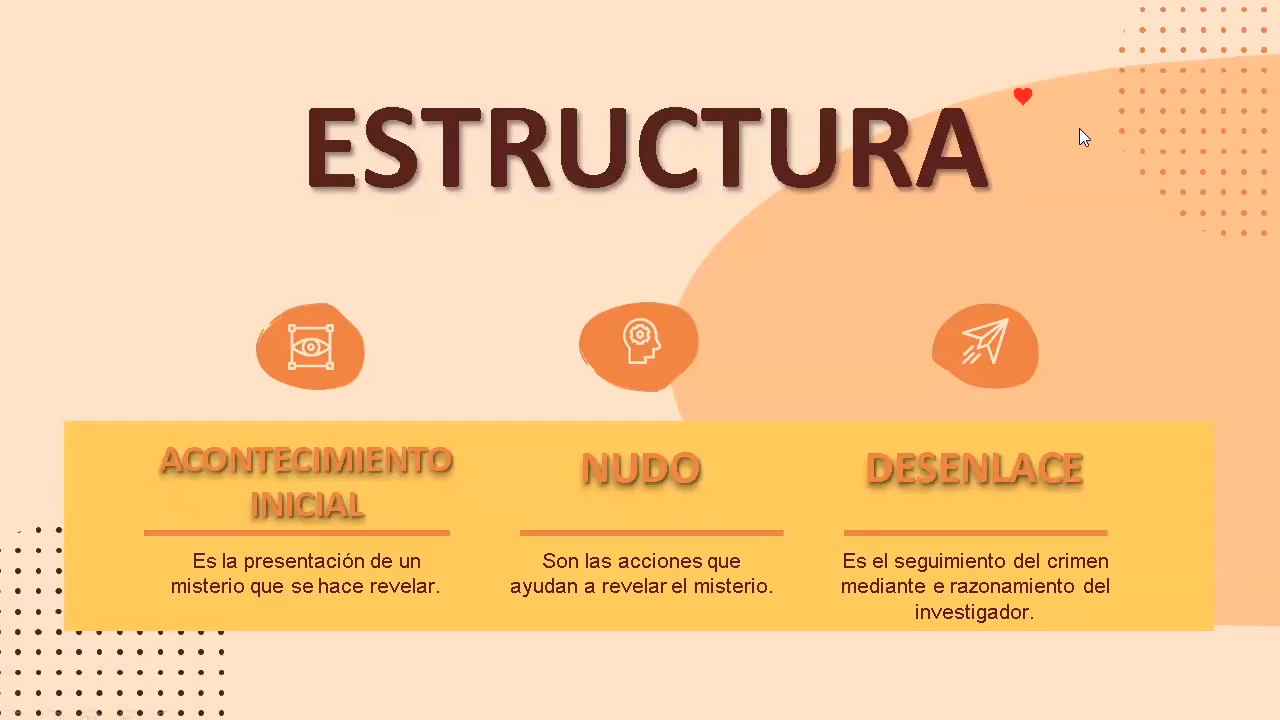 ESTRUCTURA
ACONTECIMIENTO
INICIAL
Es la presentación de un
misterio que se hace revelar.
NUDO
Son las acciones que
ayudan a revelar el misterio.
DESENLACE
Es el seguimiento del crimen
mediante e razonamiento del
investigador.